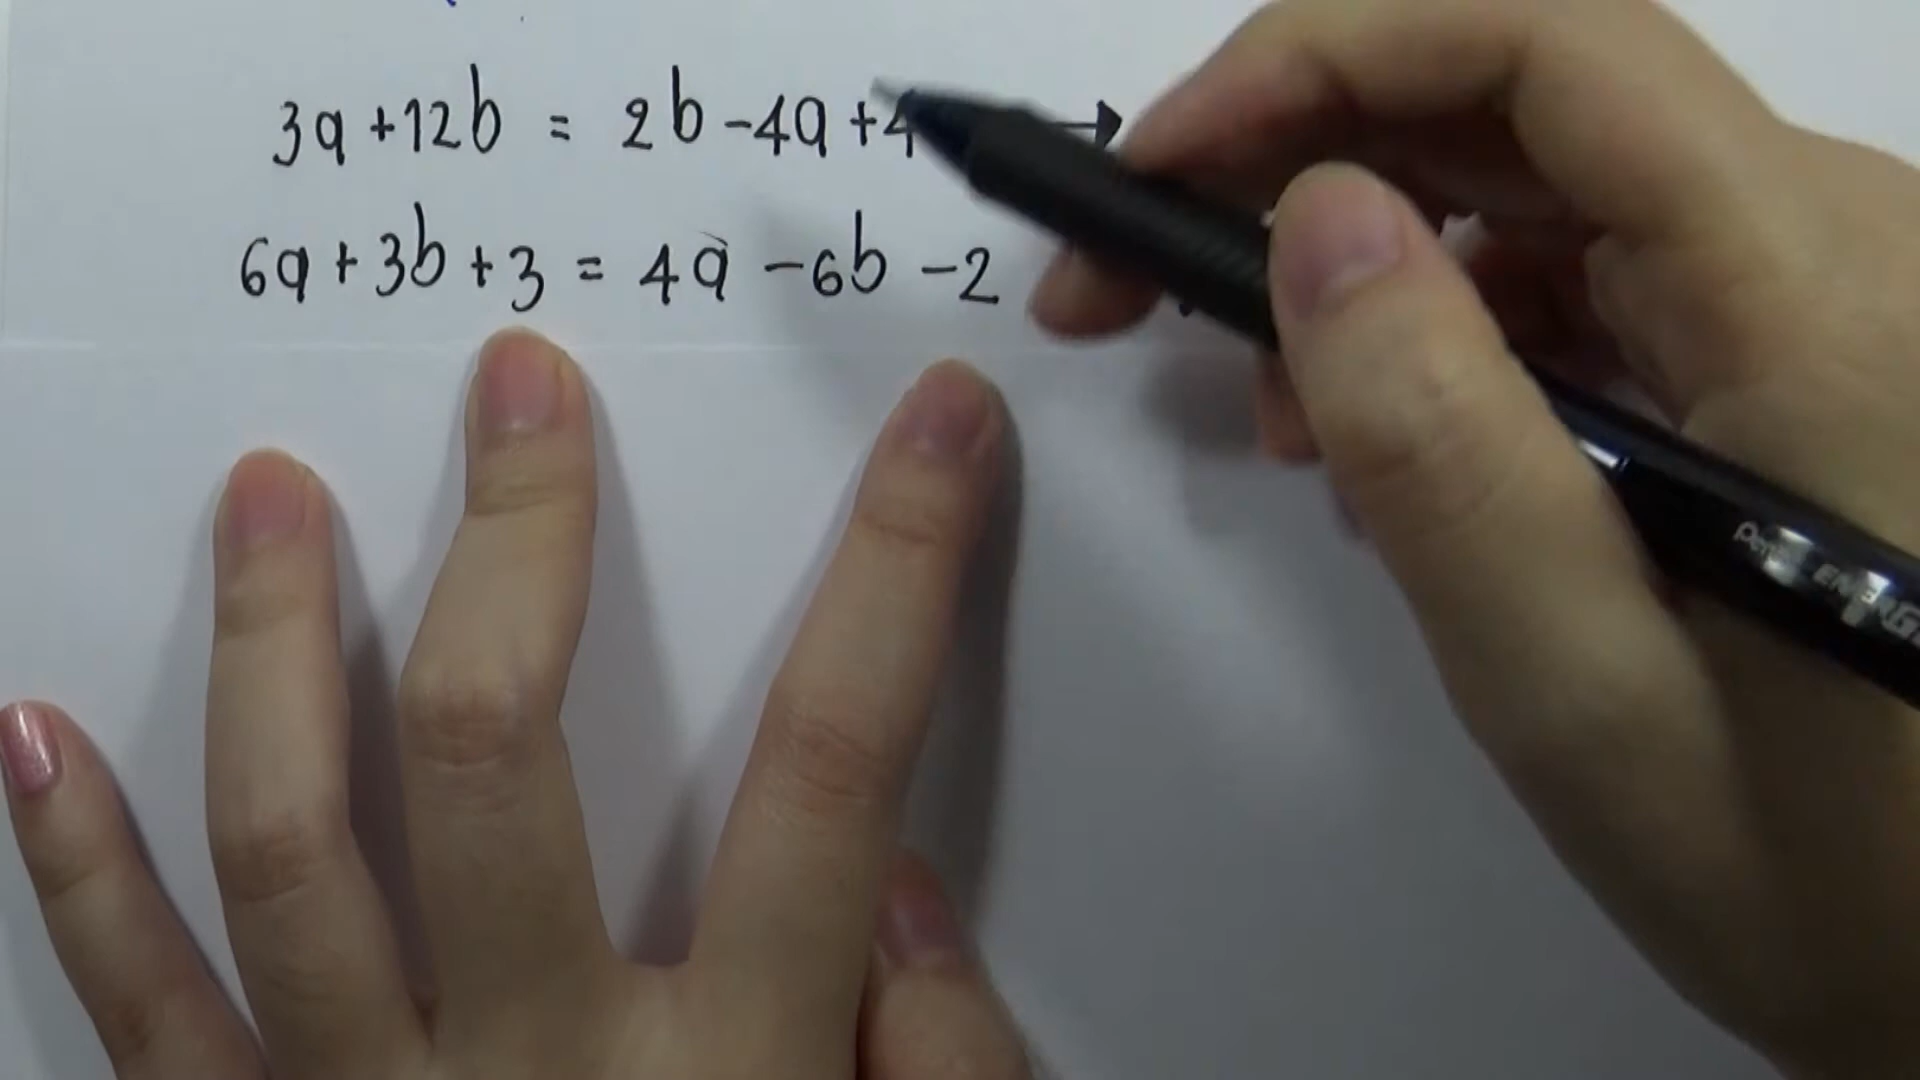 3a +12b = 2b -4a +4 →
6a + 3b + 3 = 4a - 6b - 2